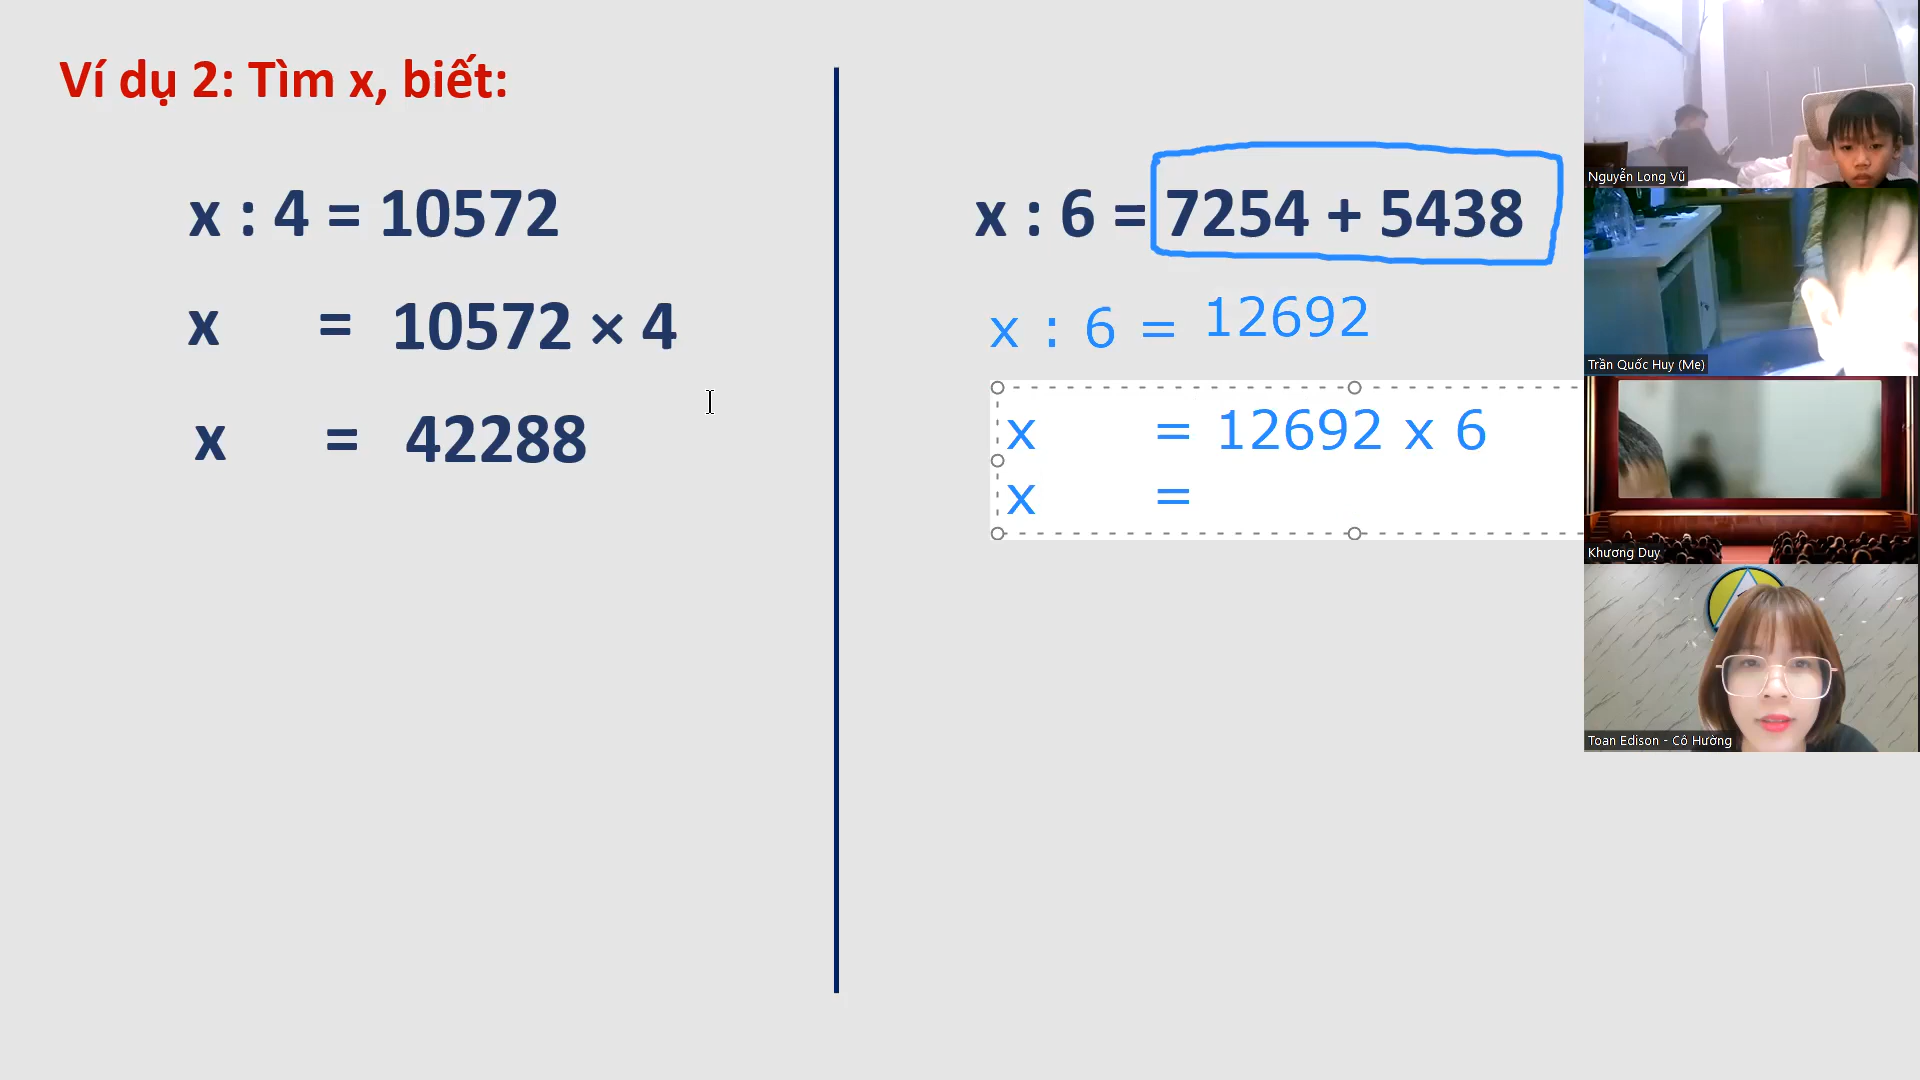 Ví dụ 2: Tìm x, biết:
x : 4 = 10572
x = 10572 × 4
x = 42288
x : 6 = 7254 + 5438
x : 6 = 12692
x = 12692 x 6
x =
Nguyễn Long Vũ
Trần Quốc Huy (Me)
Khương Duy
Toan Edison - Cô Hường